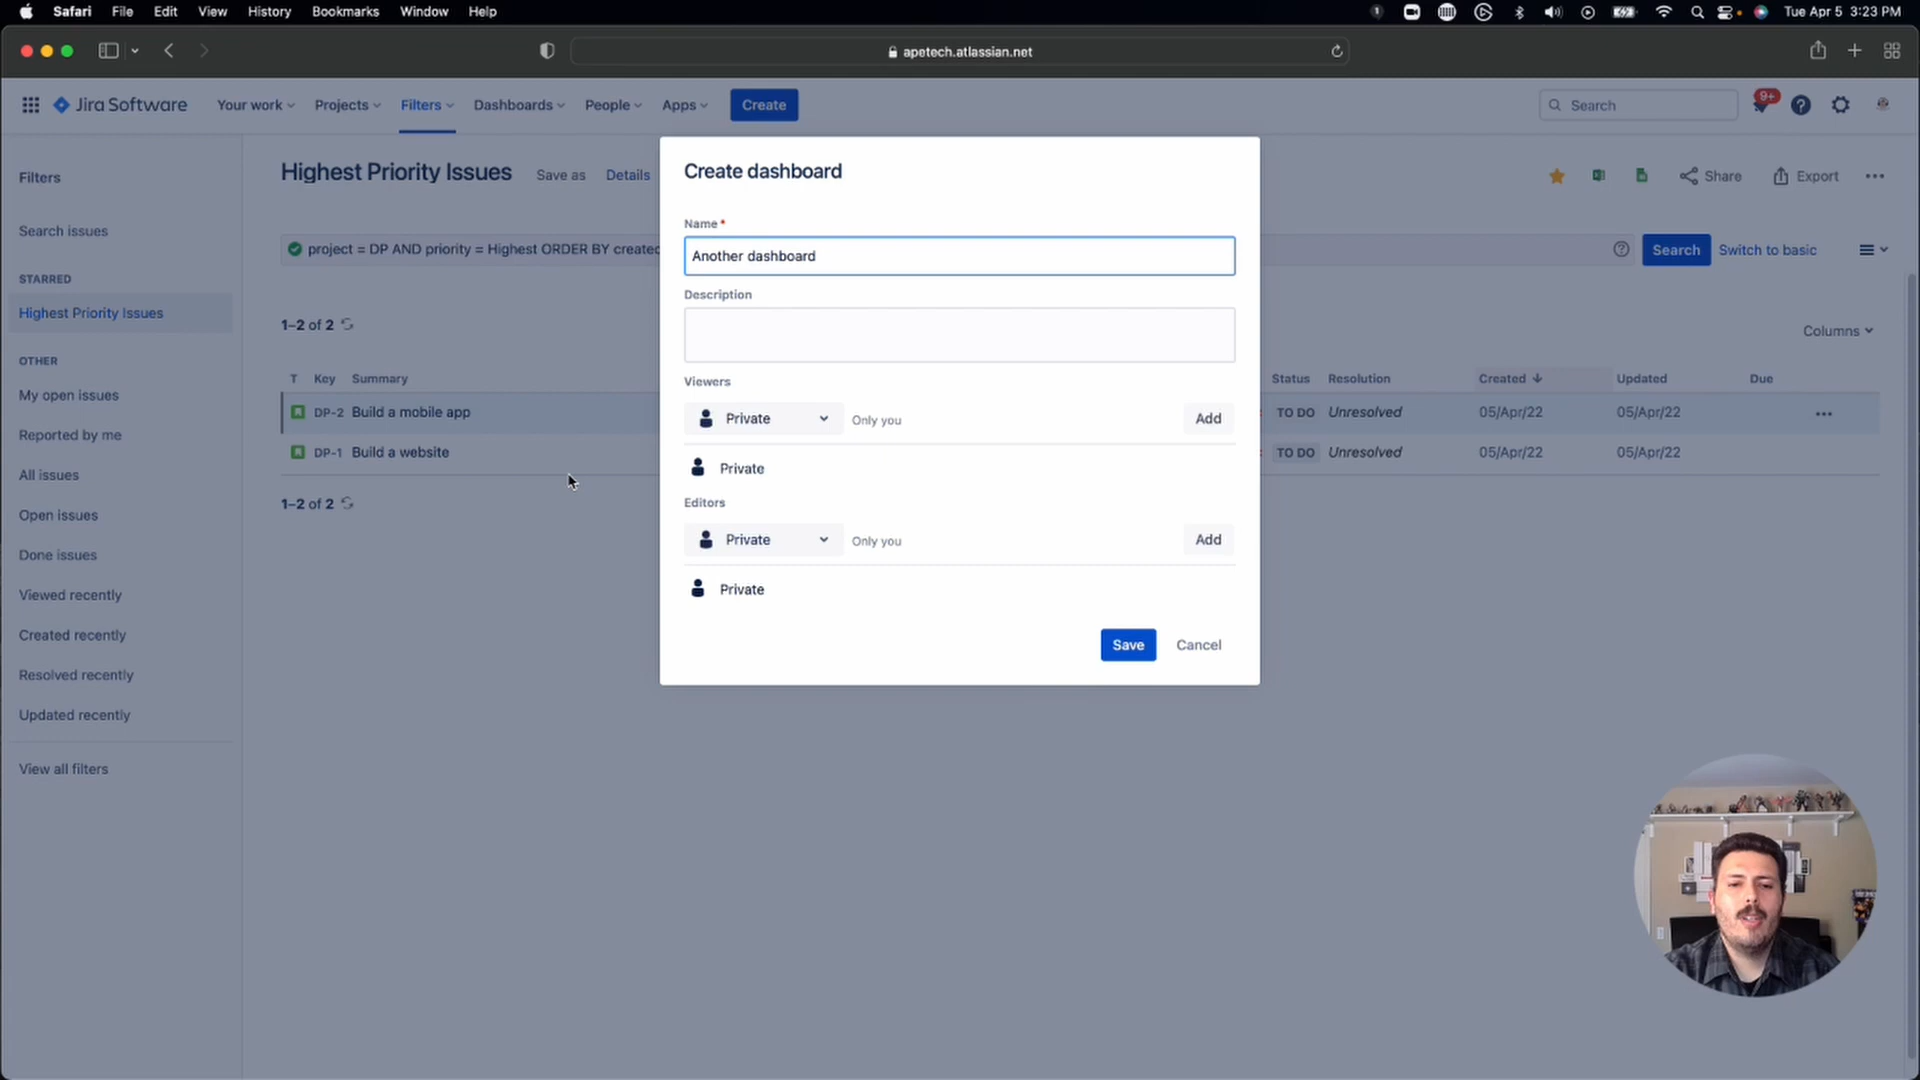 Safari File Edit View History Bookmarks Window Help
Tue Apr 5 3:23 PM
apetech.atlassian.net
Jira Software Your work Projects Filters Dashboards People Apps Create
Search
9+
Filters
Search issues
STARRED
Highest Priority Issues
OTHER
My open issues
Reported by me
All issues
Open issues
Done issues
Viewed recently
Created recently
Resolved recently
Updated recently
View all filters
Highest Priority Issues Save as Details
Share Export
project = DP AND priority = Highest ORDER BY created
Search Switch to basic
1–2 of 2
Columns
T Key Summary Status Resolution Created Updated Due
DP-2 Build a mobile app TO DO Unresolved 05/Apr/22 05/Apr/22
DP-1 Build a website TO DO Unresolved 05/Apr/22 05/Apr/22
1–2 of 2
Create dashboard
Name *
Another dashboard
Description
Viewers
Private Only you Add
Private
Editors
Private Only you Add
Private
Save Cancel